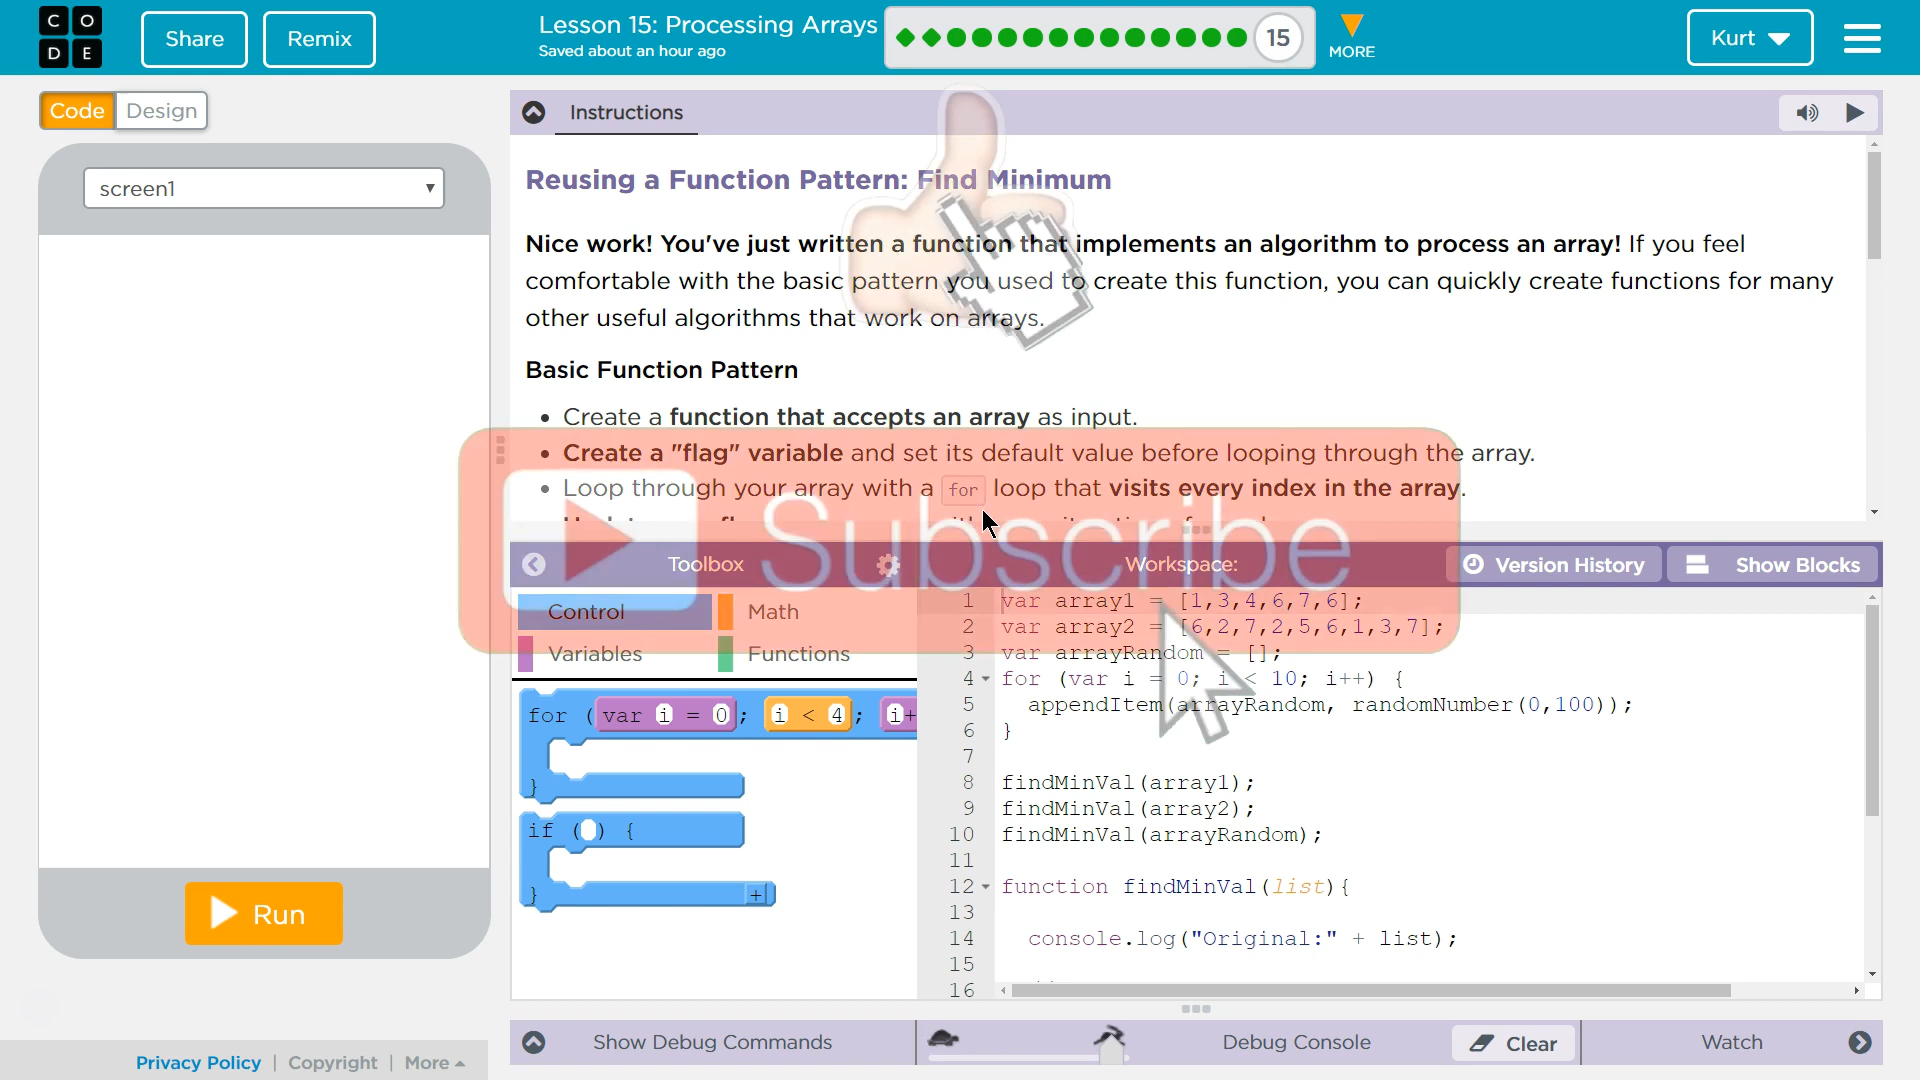 CODE
Share
Remix
Lesson 15: Processing Arrays
Saved about an hour ago
15
MORE
Kurt
Code
Design
screen1
Run
Privacy Policy | Copyright | More
Instructions
Reusing a Function Pattern: Find Minimum
Nice work! You've just written a function that implements an algorithm to process an array! If you feel
comfortable with the basic pattern you used to create this function, you can quickly create functions for many
other useful algorithms that work on arrays.
Basic Function Pattern
• Create a function that accepts an array as input.
• Create a "flag" variable and set its default value before looping through the array.
• Loop through your array with a for loop that visits every index in the array.
Subscribe
Toolbox
Workspace:
Version History
Show Blocks
Control
Math
Variables
Functions
for (var i = 0; i < 4; i+
}
if () {
}
+
1 var array1 = [1,3,4,6,7,6];
2 var array2 = [6,2,7,2,5,6,1,3,7];
3 var arrayRandom = [];
4 for (var i = 0; i < 10; i++) {
5 appendItem(arrayRandom, randomNumber(0,100));
6 }
7
8 findMinVal(array1);
9 findMinVal(array2);
10 findMinVal(arrayRandom);
11
12 function findMinVal(list){
13
14 console.log("Original:" + list);
15
16
Show Debug Commands
Debug Console
Clear
Watch